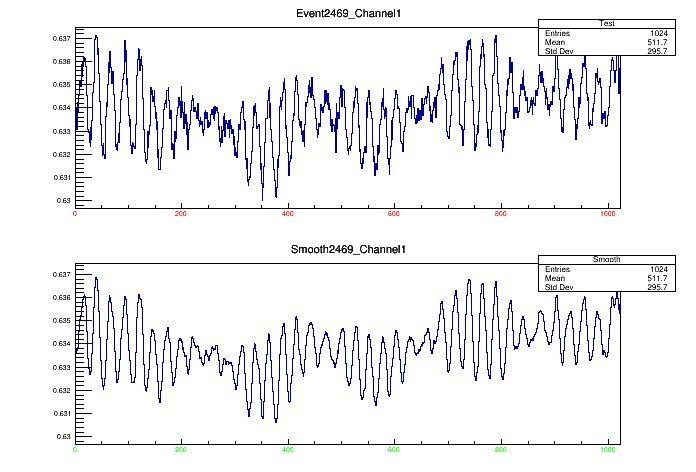 Event2469_Channel1
Test
Entries 1024
Mean 511.7
Std Dev 295.7
0.637
0.636
0.635
0.634
0.633
0.632
0.631
0.63
0 200 400 600 800 1000
Smooth2469_Channel1
Smooth
Entries 1024
Mean 511.7
Std Dev 295.7
0.637
0.636
0.635
0.634
0.633
0.632
0.631
0.63
0 200 400 600 800 1000